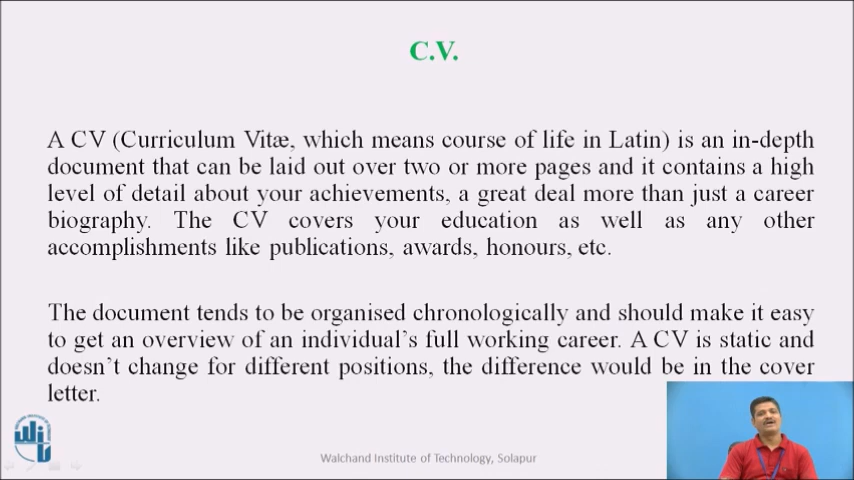 C.V.
A CV (Curriculum Vitæ, which means course of life in Latin) is an in-depth
document that can be laid out over two or more pages and it contains a high
level of detail about your achievements, a great deal more than just a career
biography. The CV covers your education as well as any other
accomplishments like publications, awards, honours, etc.
The document tends to be organised chronologically and should make it easy
to get an overview of an individual’s full working career. A CV is static and
doesn’t change for different positions, the difference would be in the cover
letter.
Walchand Institute of Technology, Solapur